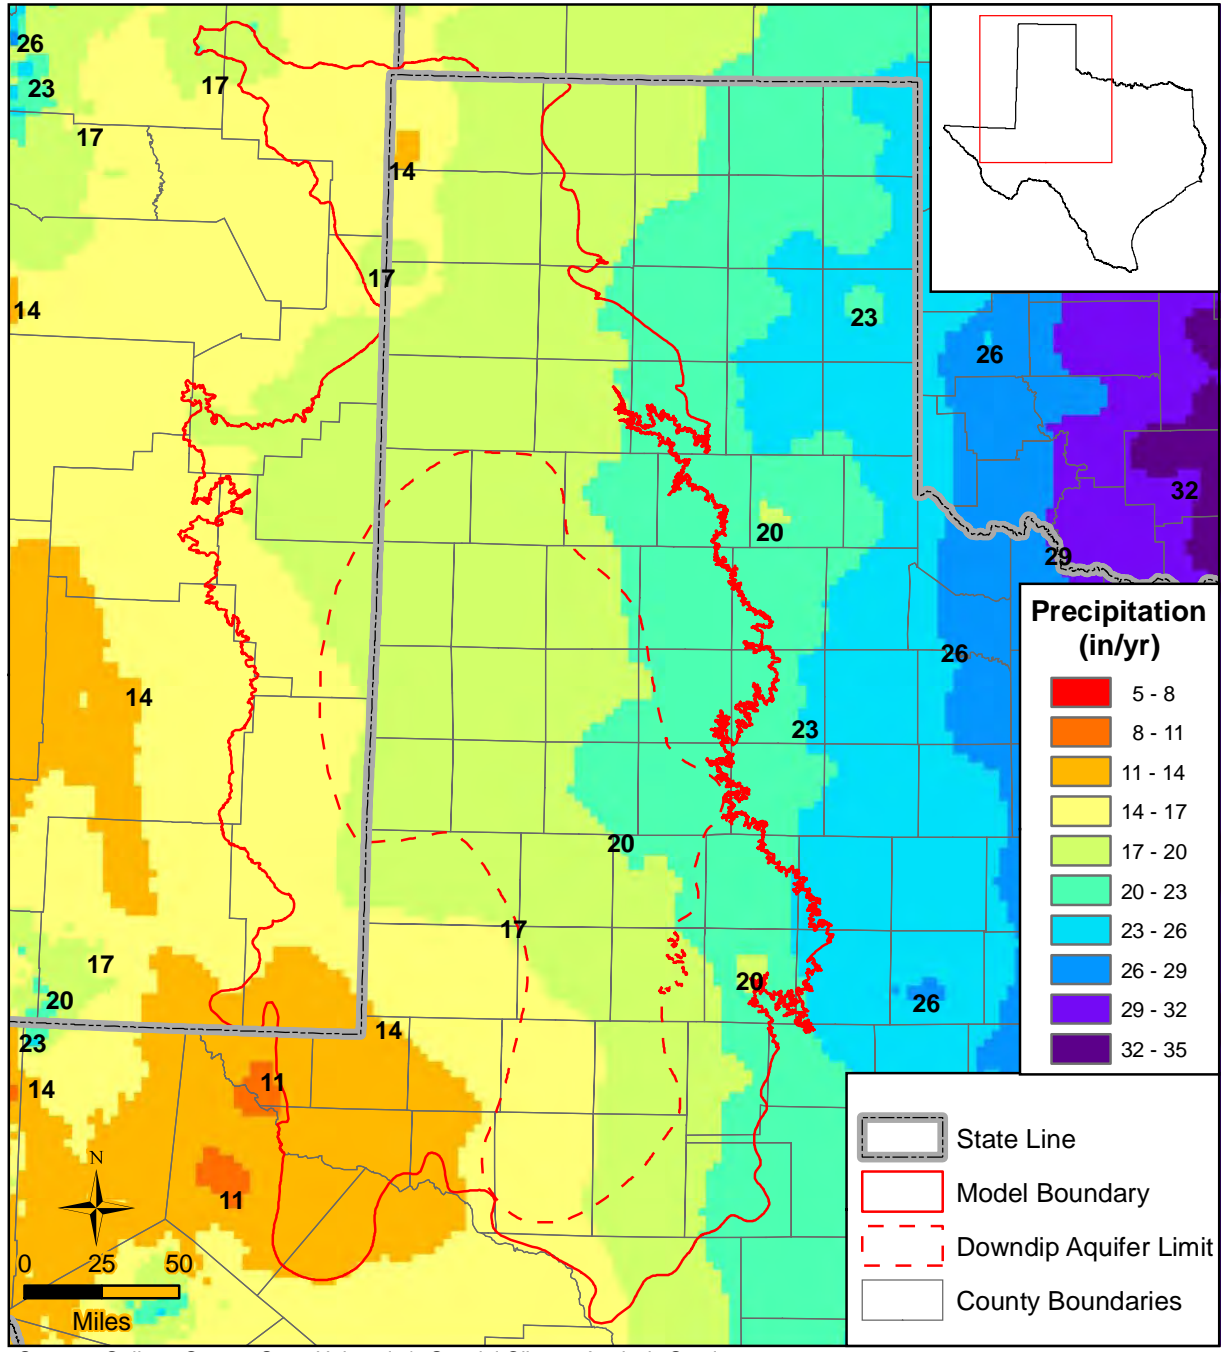 26
23
17
17
14
17
14
23
26
32
20
29
26
14
23
20
17
17
20
20
26
23
14
14
11
11
N
0 25 50
Miles
Precipitation
(in/yr)
5 - 8
8 - 11
11 - 14
14 - 17
17 - 20
20 - 23
23 - 26
26 - 29
29 - 32
32 - 35
State Line
Model Boundary
Downdip Aquifer Limit
County Boundaries